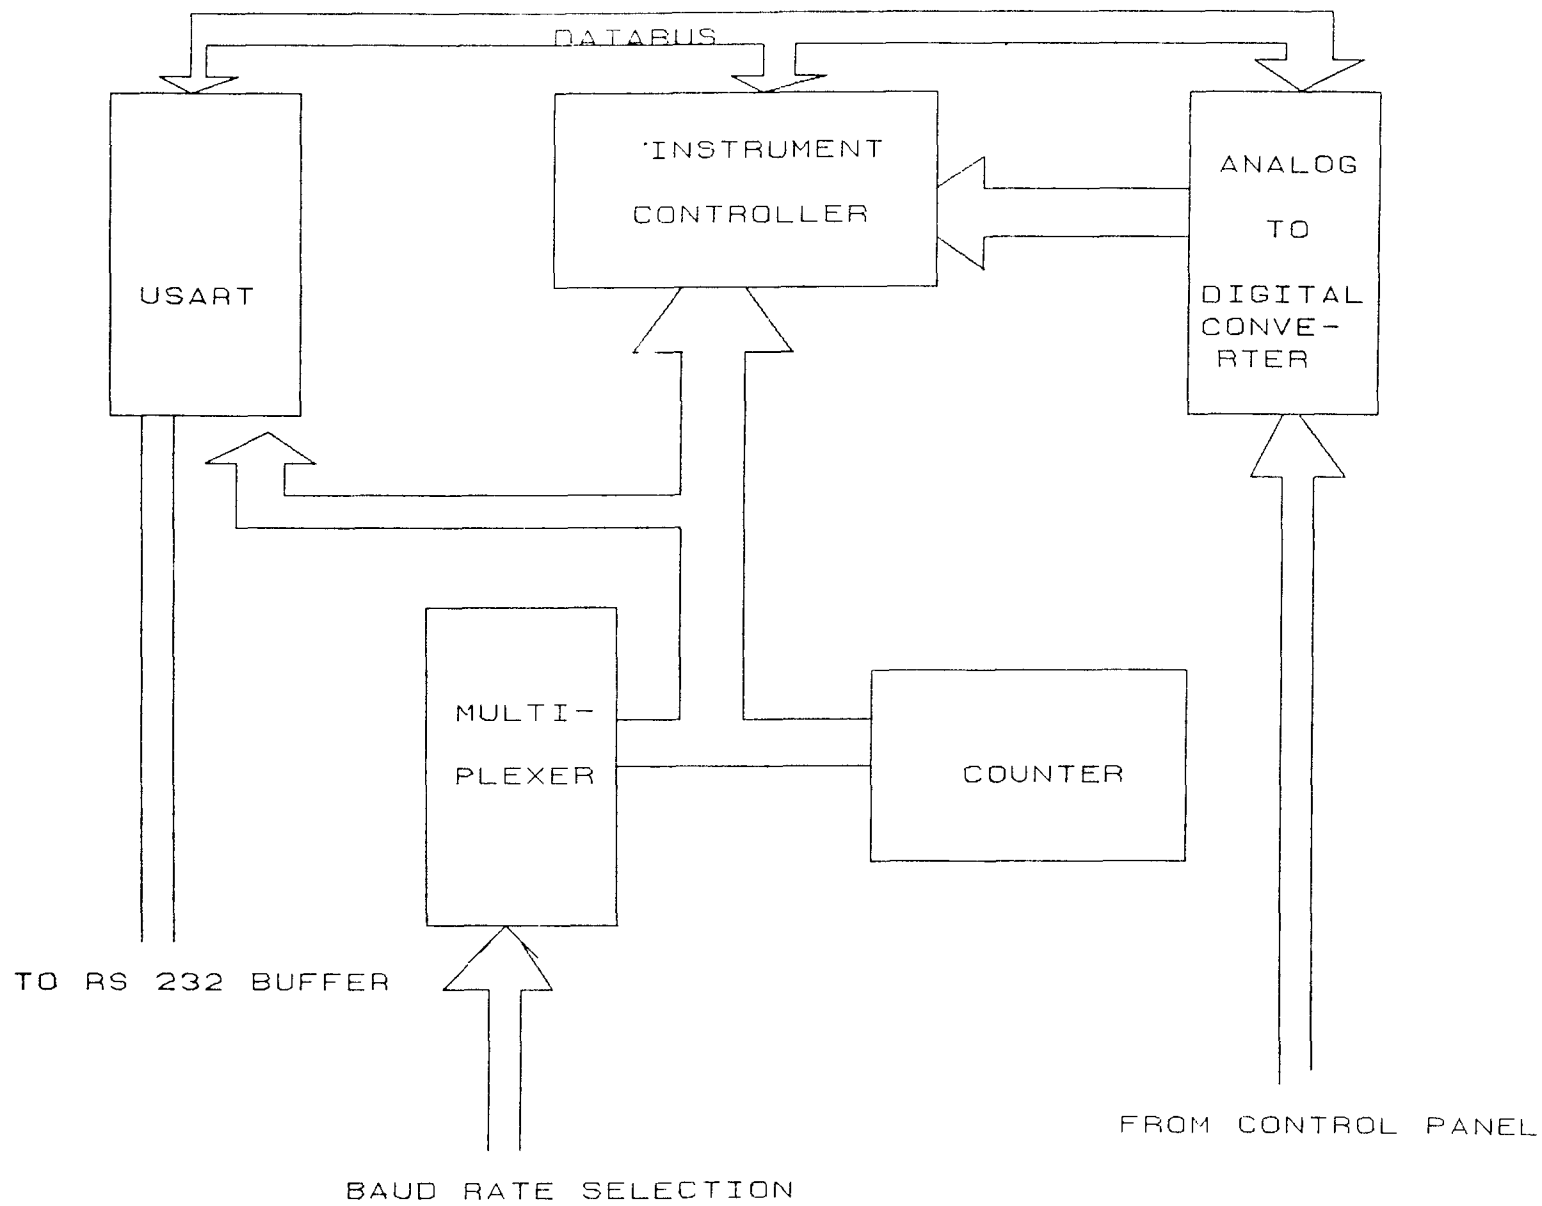 DATABUS
INSTRUMENT
CONTROLLER
ANALOG
TO
DIGITAL
CONVE-
RTER
USART
MULTI-
PLEXER
COUNTER
TO RS 232 BUFFER
FROM CONTROL PANEL
BAUD RATE SELECTION